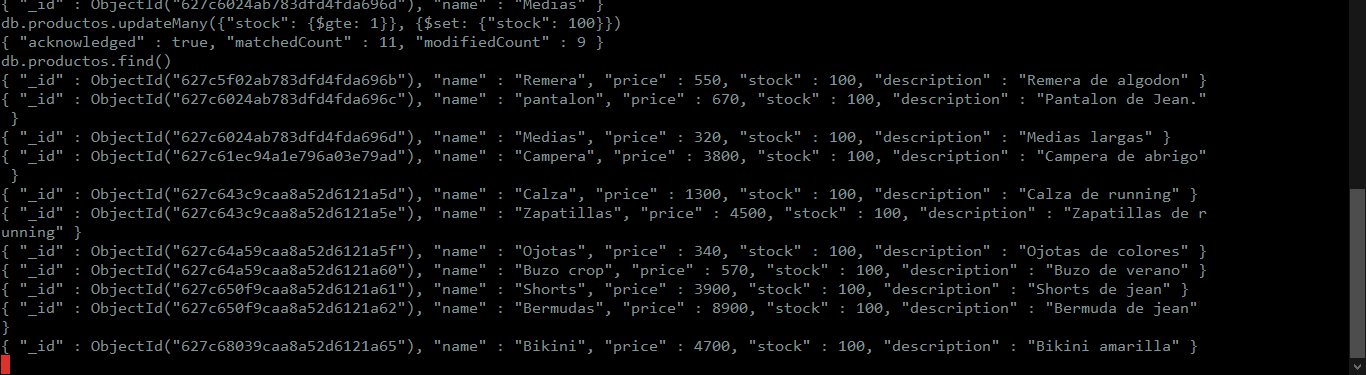 { "_id" : ObjectId("627c6024ab783dfd4fda696d"), "name" : "Medias" }
db.productos.updateMany({"stock": {$gte: 1}}, {$set: {"stock": 100}})
{ "acknowledged" : true, "matchedCount" : 11, "modifiedCount" : 9 }
db.productos.find()
{ "_id" : ObjectId("627c5f02ab783dfd4fda696b"), "name" : "Remera", "price" : 550, "stock" : 100, "description" : "Remera de algodon" }
{ "_id" : ObjectId("627c6024ab783dfd4fda696c"), "name" : "pantalon", "price" : 670, "stock" : 100, "description" : "Pantalon de Jean."
 }
{ "_id" : ObjectId("627c6024ab783dfd4fda696d"), "name" : "Medias", "price" : 320, "stock" : 100, "description" : "Medias largas" }
{ "_id" : ObjectId("627c61ec94a1e796a03e79ad"), "name" : "Campera", "price" : 3800, "stock" : 100, "description" : "Campera de abrigo"
 }
{ "_id" : ObjectId("627c643c9caa8a52d6121a5d"), "name" : "Calza", "price" : 1300, "stock" : 100, "description" : "Calza de running" }
{ "_id" : ObjectId("627c643c9caa8a52d6121a5e"), "name" : "Zapatillas", "price" : 4500, "stock" : 100, "description" : "Zapatillas de r
unning" }
{ "_id" : ObjectId("627c64a59caa8a52d6121a5f"), "name" : "Ojotas", "price" : 340, "stock" : 100, "description" : "Ojotas de colores" }
{ "_id" : ObjectId("627c64a59caa8a52d6121a60"), "name" : "Buzo crop", "price" : 570, "stock" : 100, "description" : "Buzo de verano" }
{ "_id" : ObjectId("627c650f9caa8a52d6121a61"), "name" : "Shorts", "price" : 3900, "stock" : 100, "description" : "Shorts de jean" }
{ "_id" : ObjectId("627c650f9caa8a52d6121a62"), "name" : "Bermudas", "price" : 8900, "stock" : 100, "description" : "Bermuda de jean"
}
{ "_id" : ObjectId("627c68039caa8a52d6121a65"), "name" : "Bikini", "price" : 4700, "stock" : 100, "description" : "Bikini amarilla" }